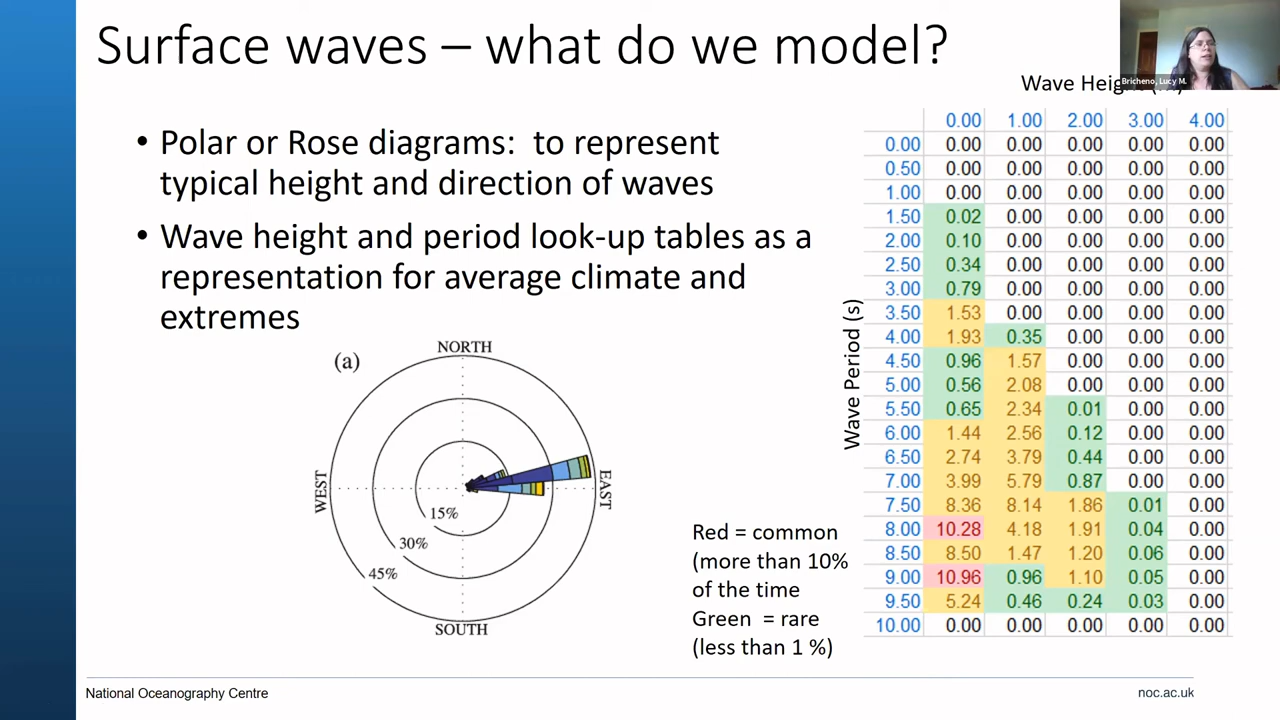 Surface waves – what do we model?
Bricheno, Lucy M.
• Polar or Rose diagrams: to represent
typical height and direction of waves
• Wave height and period look-up tables as a
representation for average climate and
extremes
(a)
NORTH
WEST
EAST
SOUTH
15%
30%
45%
Red = common
(more than 10%
of the time
Green = rare
(less than 1 %)
Wave Period (s)
0.00 1.00 2.00 3.00 4.00
0.00 0.00 0.00 0.00 0.00 0.00
0.50 0.00 0.00 0.00 0.00 0.00
1.00 0.00 0.00 0.00 0.00 0.00
1.50 0.02 0.00 0.00 0.00 0.00
2.00 0.10 0.00 0.00 0.00 0.00
2.50 0.34 0.00 0.00 0.00 0.00
3.00 0.79 0.00 0.00 0.00 0.00
3.50 1.53 0.00 0.00 0.00 0.00
4.00 1.93 0.35 0.00 0.00 0.00
4.50 0.96 1.57 0.00 0.00 0.00
5.00 0.56 2.08 0.00 0.00 0.00
5.50 0.65 2.34 0.01 0.00 0.00
6.00 1.44 2.56 0.12 0.00 0.00
6.50 2.74 3.79 0.44 0.00 0.00
7.00 3.99 5.79 0.87 0.00 0.00
7.50 8.36 8.14 1.86 0.01 0.00
8.00 10.28 4.18 1.91 0.04 0.00
8.50 8.50 1.47 1.20 0.06 0.00
9.00 10.96 0.96 1.10 0.05 0.00
9.50 5.24 0.46 0.24 0.03 0.00
10.00 0.00 0.00 0.00 0.00 0.00
Wave
National Oceanography Centre
noc.ac.uk